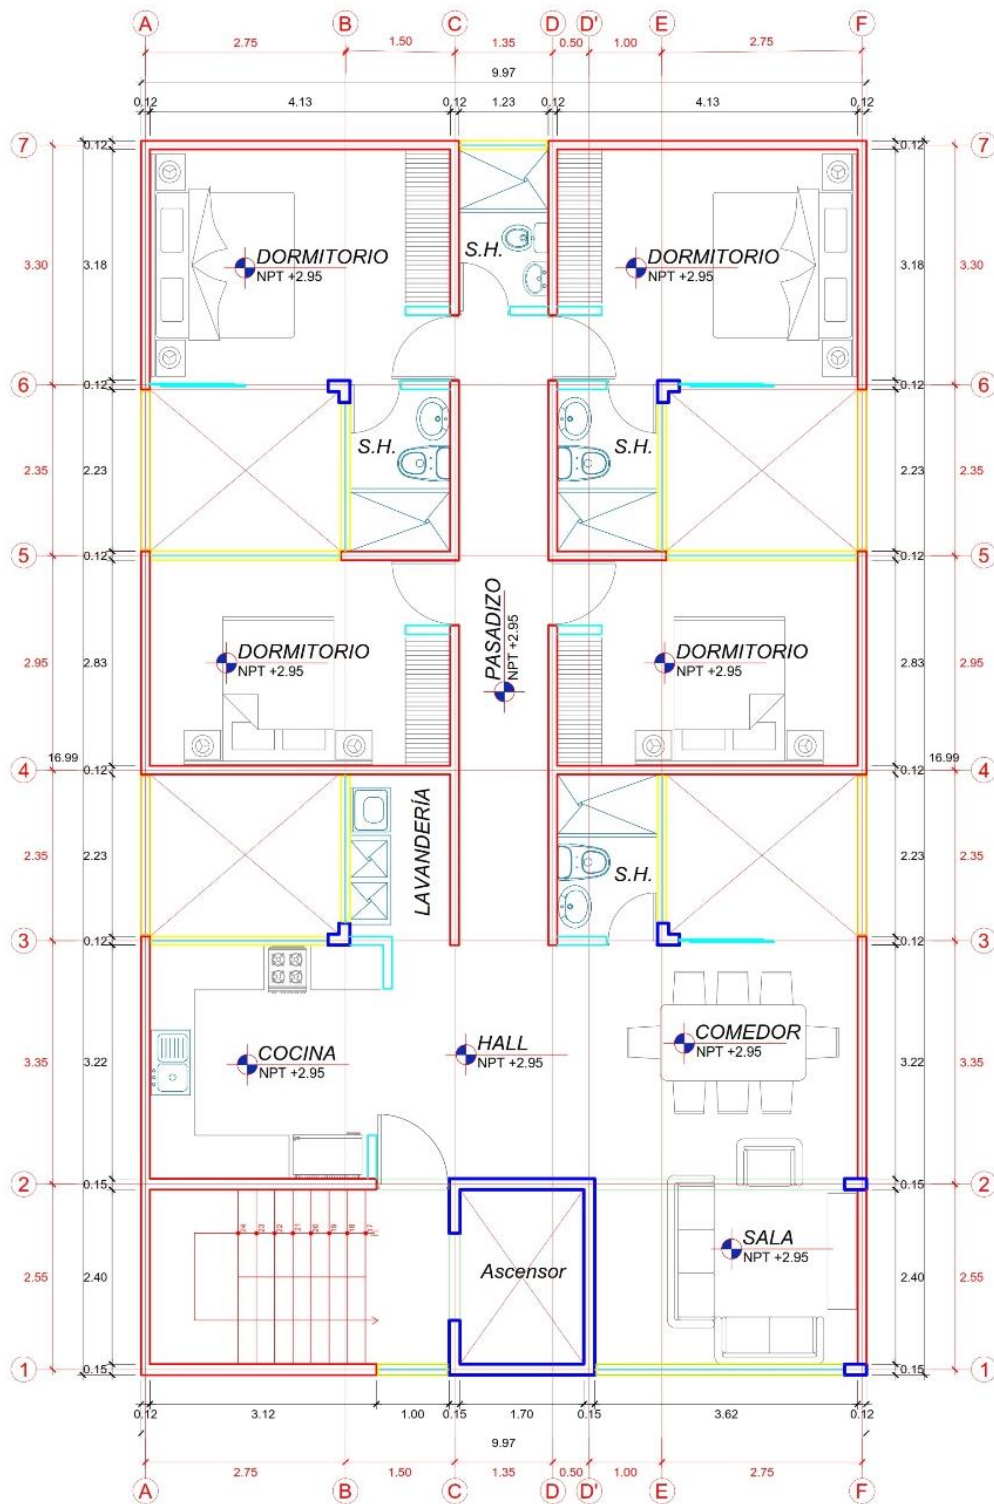 A B C D D' E F
2.75 1.50 1.35 0.50 1.00 2.75
9.97
0.12 4.13 0.12 1.23 0.12 4.13 0.12
7 0.12 0.12 7
S.H.
DORMITORIO DORMITORIO
NPT +2.95 NPT +2.95
3.30 3.18 3.18 3.30
6 0.12 0.12 6
S.H. S.H.
2.35 2.23 2.23 2.35
5 0.12 0.12 5
PASADIZO
NPT +2.95
DORMITORIO DORMITORIO
NPT +2.95 NPT +2.95
2.95 2.83 2.83 2.95
16.99 16.99
4 0.12 0.12 4
LAVANDERÍA
2.35 2.23 2.23 2.35
S.H.
3 0.12 0.12 3
COCINA HALL COMEDOR
NPT +2.95 NPT +2.95 NPT +2.95
3.35 3.22 3.22 3.35
2 0.15 0.15 2
24 23 22 21 20 19 18 17
SALA
NPT +2.95
Ascensor
2.55 2.40 2.40 2.55
1 0.15 0.15 1
0.12 3.12 1.00 0.15 1.70 0.15 3.62 0.12
9.97
2.75 1.50 1.35 0.50 1.00 2.75
A B C D D' E F